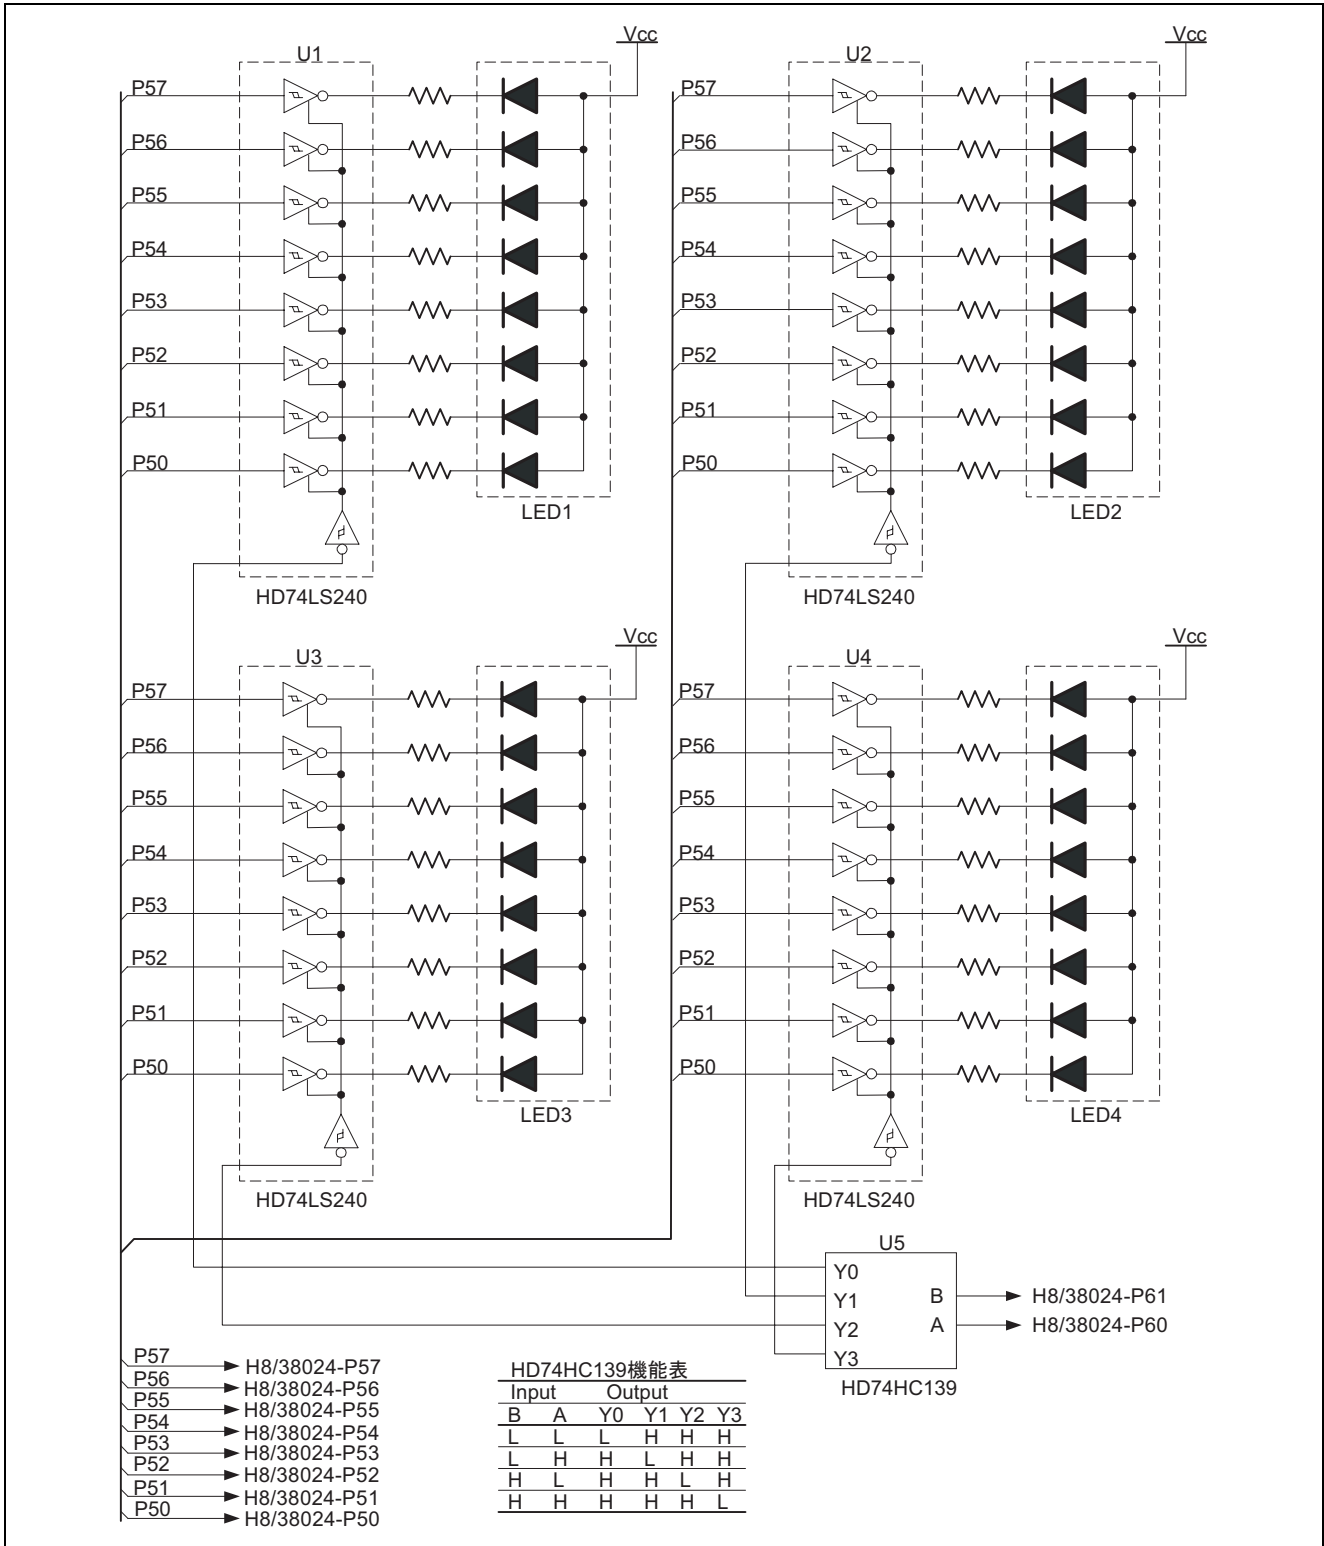 Vcc
Vcc
U1
U2
P57
P56
P55
P54
P53
P52
P51
P50
P57
P56
P55
P54
P53
P52
P51
P50
LED1
LED2
HD74LS240
HD74LS240
Vcc
Vcc
U3
U4
P57
P56
P55
P54
P53
P52
P51
P50
P57
P56
P55
P54
P53
P52
P51
P50
LED3
LED4
HD74LS240
HD74LS240
U5
Y0
Y1
Y2
Y3
B
A
H8/38024-P61
H8/38024-P60
HD74HC139
P57 H8/38024-P57
P56 H8/38024-P56
P55 H8/38024-P55
P54 H8/38024-P54
P53 H8/38024-P53
P52 H8/38024-P52
P51 H8/38024-P51
P50 H8/38024-P50
HD74HC139機能表
Input Output
B A Y0 Y1 Y2 Y3
L L L H H H
L H H L H H
H L H H L H
H H H H H L